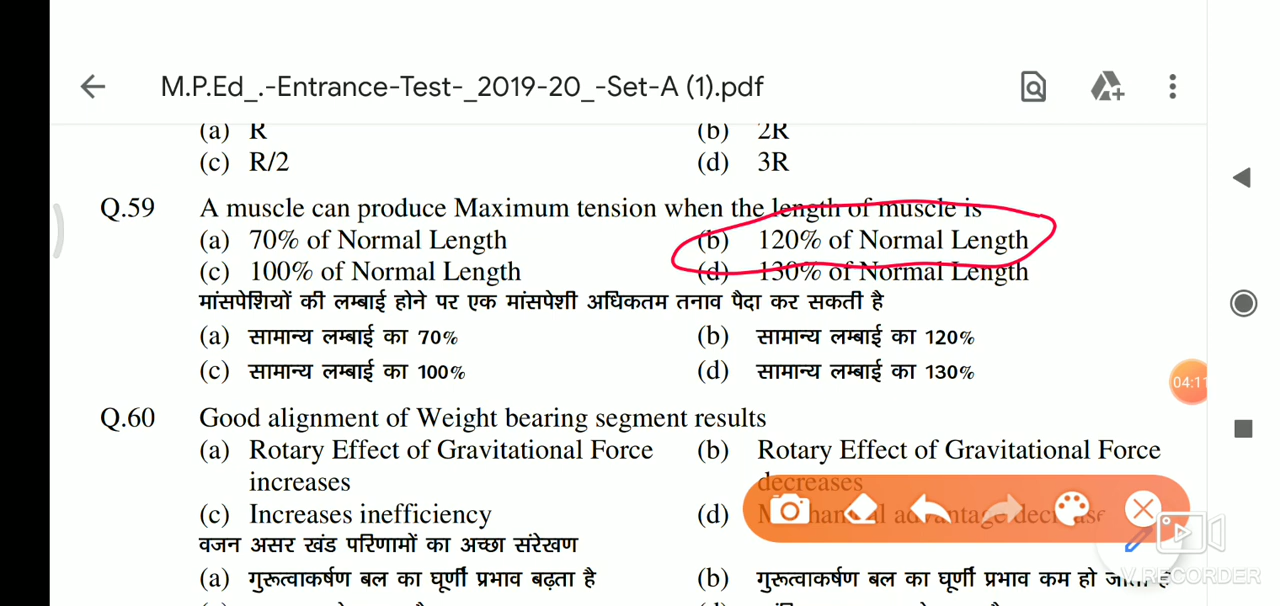 M.P.Ed_.-Entrance-Test-_2019-20_-Set-A (1).pdf
(a) R (b) 2R
(c) R/2 (d) 3R
Q.59 A muscle can produce Maximum tension when the length of muscle is
(a) 70% of Normal Length (b) 120% of Normal Length
(c) 100% of Normal Length (d) 130% of Normal Length
मांसपेशियों की लम्बाई होने पर एक मांसपेशी अधिकतम तनाव पैदा कर सकती है
(a) सामान्य लम्बाई का 70% (b) सामान्य लम्बाई का 120%
(c) सामान्य लम्बाई का 100% (d) सामान्य लम्बाई का 130%
04:11
Q.60 Good alignment of Weight bearing segment results
(a) Rotary Effect of Gravitational Force (b) Rotary Effect of Gravitational Force
increases decreases
(c) Increases inefficiency (d) Mechanical advantage decrease
वजन असर खंड परिणामों का अच्छा संरेखण
(a) गुरूत्वाकर्षण बल का घूर्णी प्रभाव बढ़ता है (b) गुरूत्वाकर्षण बल का घूर्णी प्रभाव कम हो जाता है
V.RECORDER